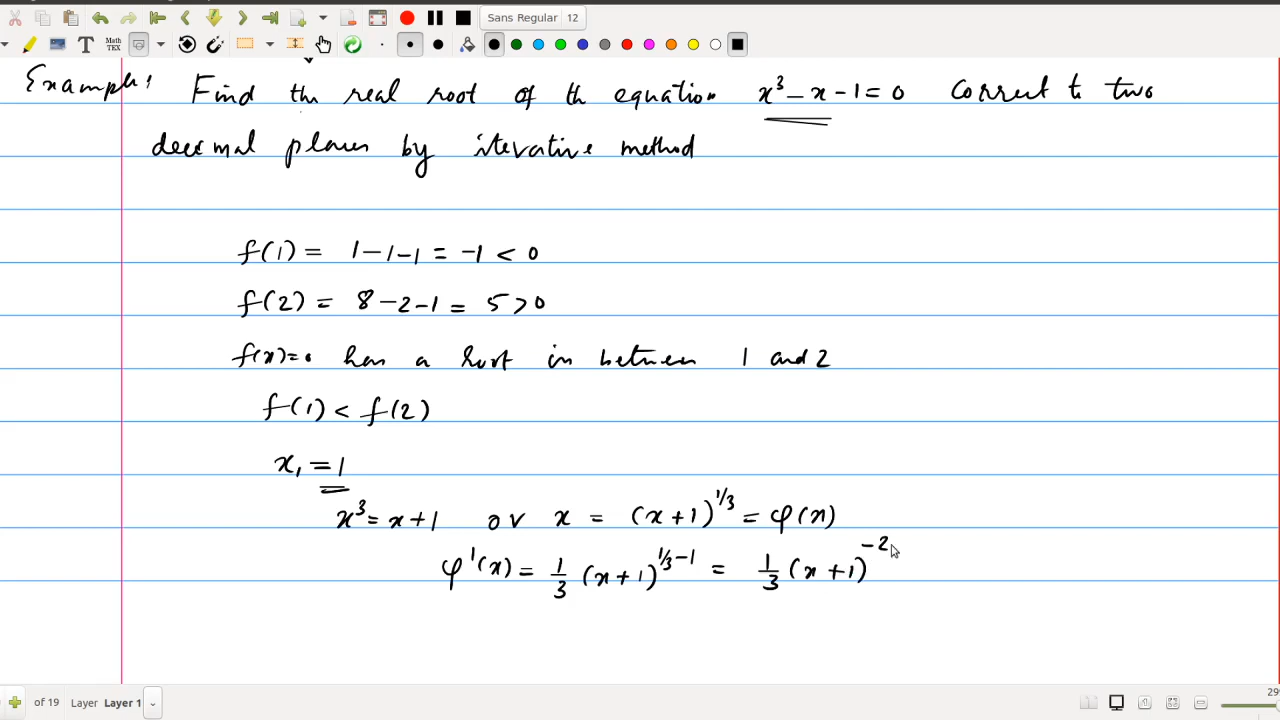 Sans Regular 12
T Math TEX
Example: Find the real root of the equation x³ – x – 1 = 0 correct to two
decimal places by iterative method
f(1) = 1 – 1 – 1 = –1 < 0
f(2) = 8 – 2 – 1 = 5 > 0
f(x)=0 has a root in between 1 and 2
f(1) < f(2)
x₁ = 1
x³ = x + 1 or x = (x+1)^1/3 = φ(x)
φ'(x) = 1/3 (x+1)^1/3–1 = 1/3 (x+1)^–2
of 19 Layer Layer 1 29